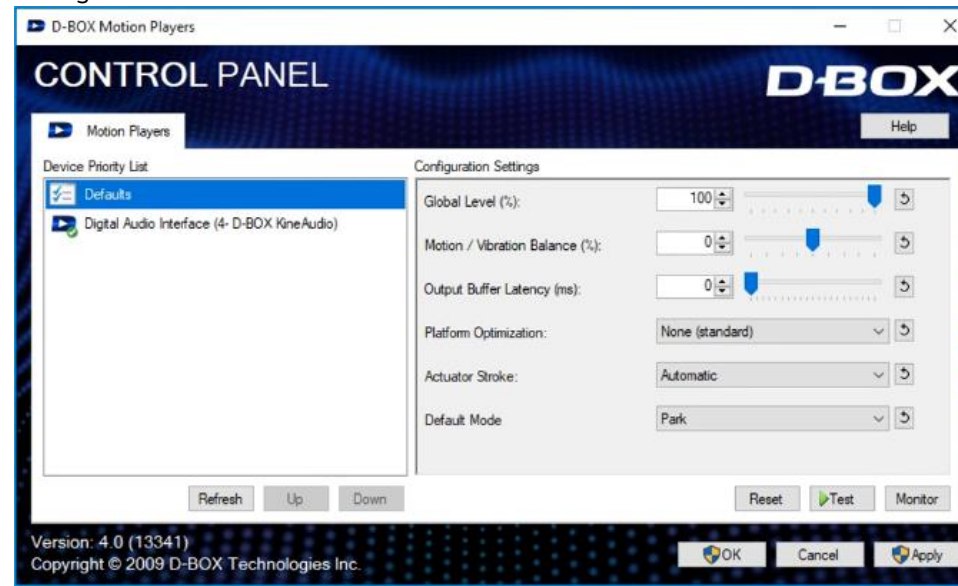 D-BOX Motion Players
CONTROL PANEL
D-BOX
Help
Motion Players
Device Priority List
Configuration Settings
Defaults
Digital Audio Interface (4- D-BOX KineAudio)
Global Level (%): 100
Motion / Vibration Balance (%): 0
Output Buffer Latency (ms): 0
Platform Optimization: None (standard)
Actuator Stroke: Automatic
Default Mode Park
Refresh Up Down
Reset Test Monitor
Version: 4.0 (13341)
Copyright © 2009 D-BOX Technologies Inc.
OK Cancel Apply